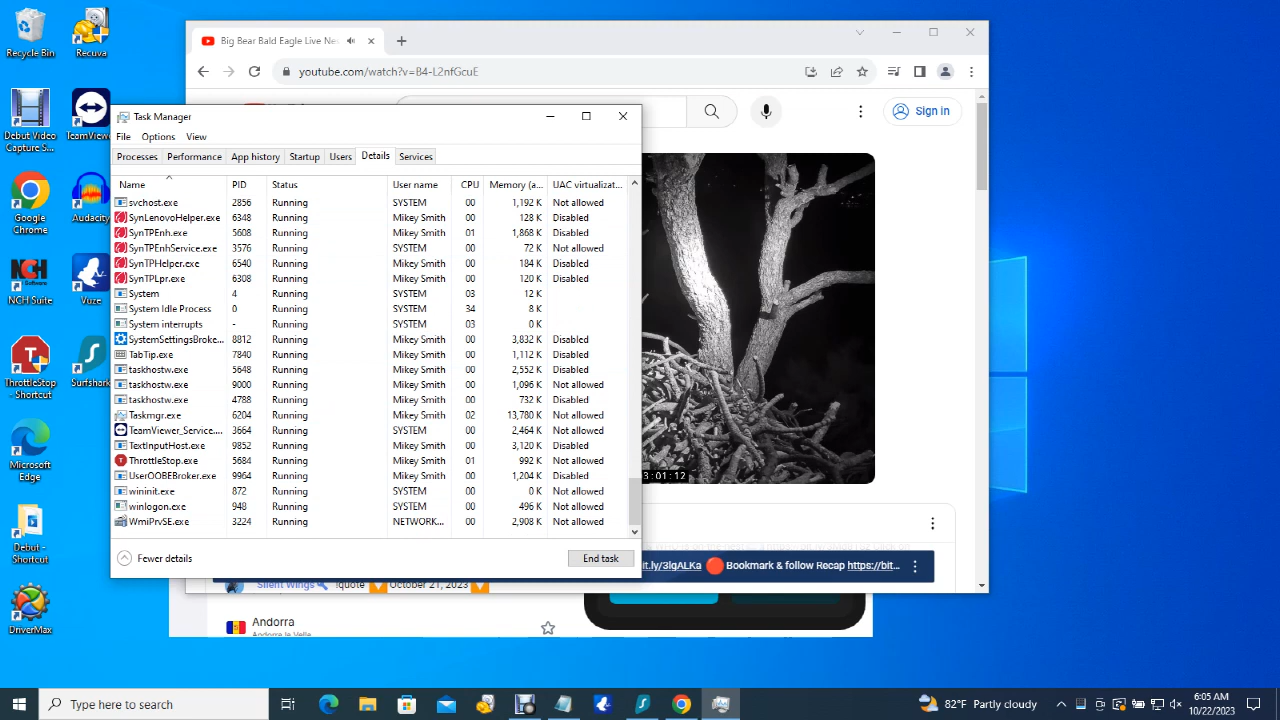 Recycle Bin
Recuva
Debut Video Capture S...
TeamViewer
Google Chrome
Audacity
NCH Software
NCH Suite
Vuze
ThrottleStop - Shortcut
Surfshark
Microsoft Edge
Debut - Shortcut
DriverMax
Big Bear Bald Eagle Live Ne
youtube.com/watch?v=B4-L2nfGcuE
Sign in
Task Manager
File Options View
Processes Performance App history Startup Users Details Services
Name PID Status User name CPU Memory (a... UAC virtualizat...
svchost.exe 2856 Running SYSTEM 00 1,192 K Not allowed
SynLenovoHelper.exe 6348 Running Mikey Smith 00 128 K Disabled
SynTPEnh.exe 5608 Running Mikey Smith 01 1,868 K Disabled
SynTPEnhService.exe 3576 Running SYSTEM 00 72 K Not allowed
SynTPHelper.exe 6540 Running Mikey Smith 00 184 K Disabled
SynTPLpr.exe 6308 Running Mikey Smith 00 120 K Disabled
System 4 Running SYSTEM 03 12 K
System Idle Process 0 Running SYSTEM 34 8 K
System interrupts - Running SYSTEM 03 0 K
SystemSettingsBroke... 8812 Running Mikey Smith 00 3,832 K Disabled
TabTip.exe 7840 Running Mikey Smith 00 1,112 K Disabled
taskhostw.exe 5648 Running Mikey Smith 00 2,552 K Disabled
taskhostw.exe 9000 Running Mikey Smith 00 1,096 K Not allowed
taskhostw.exe 4788 Running Mikey Smith 00 732 K Disabled
Taskmgr.exe 6204 Running Mikey Smith 02 13,780 K Not allowed
TeamViewer_Service.... 3664 Running SYSTEM 00 2,464 K Not allowed
TextInputHost.exe 9852 Running Mikey Smith 00 3,120 K Disabled
ThrottleStop.exe 5684 Running Mikey Smith 01 992 K Not allowed
UserOOBEBroker.exe 9964 Running Mikey Smith 00 1,204 K Disabled
wininit.exe 872 Running SYSTEM 00 0 K Not allowed
winlogon.exe 948 Running SYSTEM 00 496 K Not allowed
WmiPrvSE.exe 3224 Running NETWORK... 00 2,908 K Not allowed
Fewer details
End task
3:01:12
it.ly/3lgALKa Bookmark & follow Recap https://bit...
Silent Wings !quote October 21, 2023
Andorra
Andorra la Vella
Type here to search
82°F Partly cloudy
6:05 AM
10/22/2023